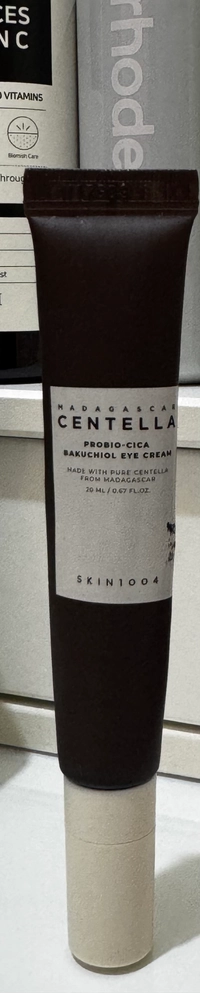 CES
N C
VITAMINS
Blemish Care
rhode
MADAGASCAR
CENTELLA
PROBIO-CICA
BAKUCHIOL EYE CREAM
MADE WITH PURE CENTELLA
FROM MADAGASCAR
20 ML / 0.67 FL.OZ.
SKIN1004